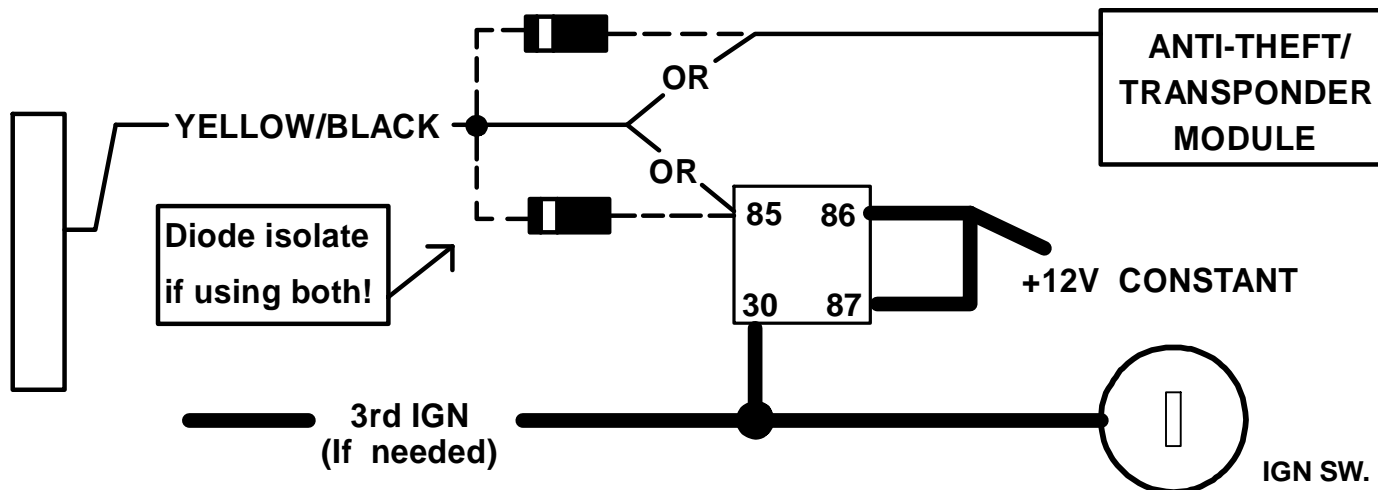 ANTI-THEFT/
TRANSPONDER
MODULE
OR
YELLOW/BLACK
OR
Diode isolate
if using both!
85 86
30 87
+12V CONSTANT
3rd IGN
(If needed)
IGN SW.